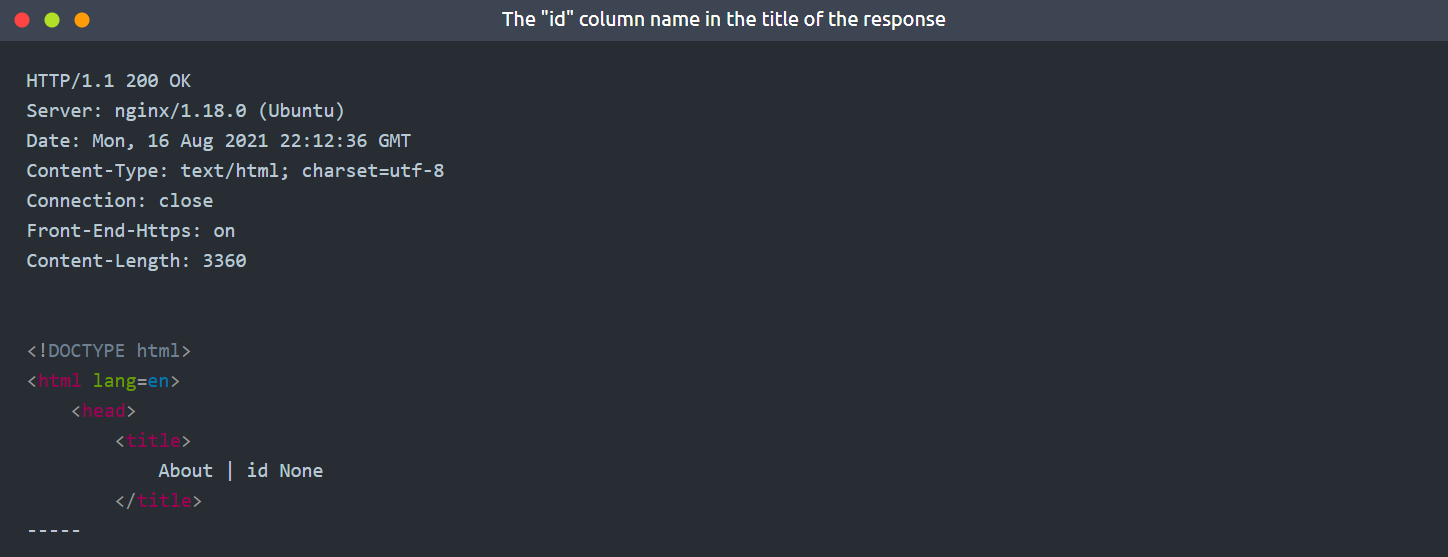 The "id" column name in the title of the response
HTTP/1.1 200 OK
Server: nginx/1.18.0 (Ubuntu)
Date: Mon, 16 Aug 2021 22:12:36 GMT
Content-Type: text/html; charset=utf-8
Connection: close
Front-End-Https: on
Content-Length: 3360
<!DOCTYPE html>
<html lang=en>
    <head>
        <title>
            About | id None
        </title>
-----